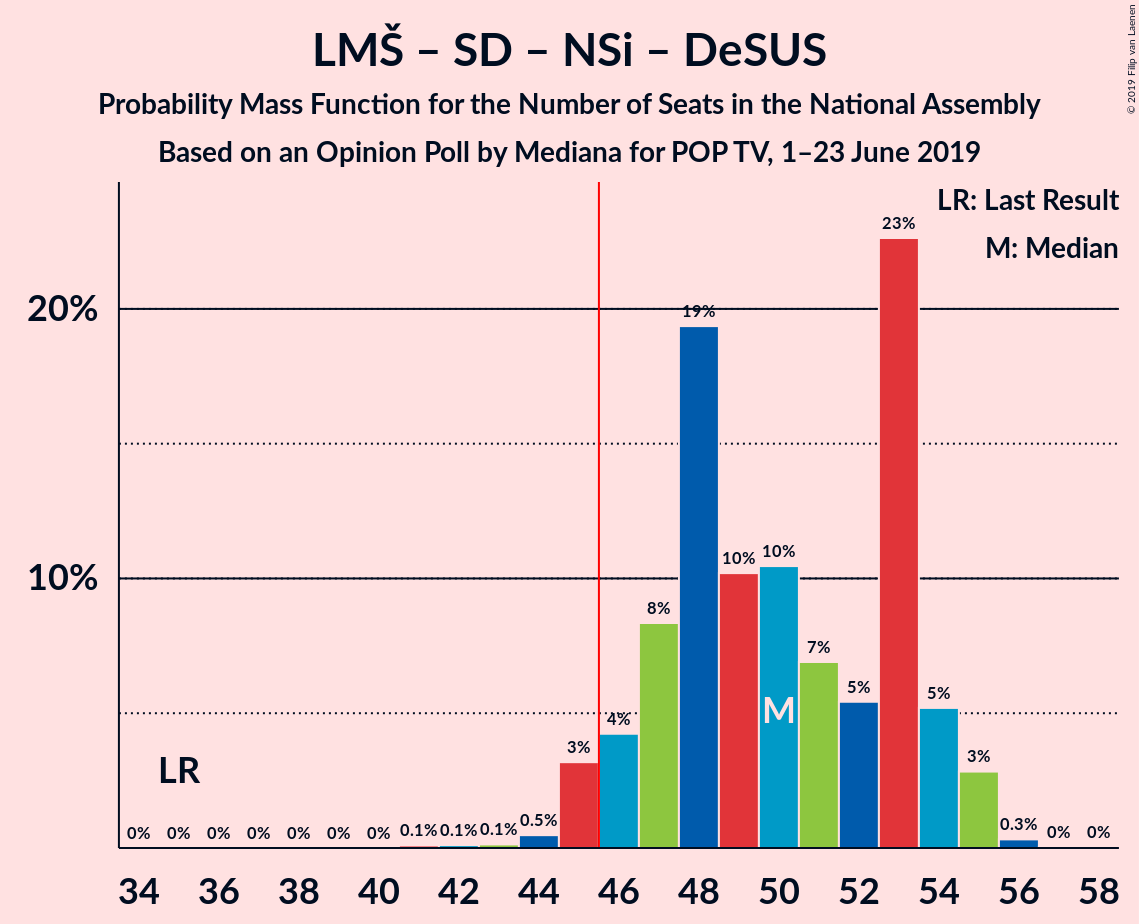 LMŠ – SD – NSi – DeSUS
Probability Mass Function for the Number of Seats in the National Assembly
Based on an Opinion Poll by Mediana for POP TV, 1–23 June 2019
© 2019 Filip van Laenen
LR: Last Result
M: Median
20%
10%
LR
M
0% 0% 0% 0% 0% 0% 0% 0.1% 0.1% 0.1% 0.5% 3% 4% 8% 19% 10% 10% 7% 5% 23% 5% 3% 0.3% 0% 0%
34 36 38 40 42 44 46 48 50 52 54 56 58